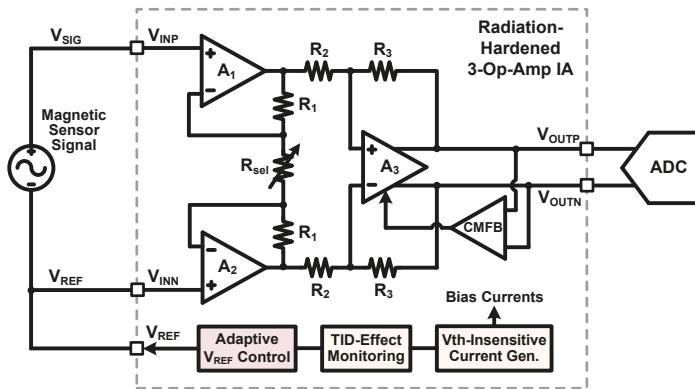 Radiation-
Hardened
3-Op-Amp IA
V_SIG
V_INP
A_1
R_2
R_3
R_1
Magnetic
Sensor
Signal
R_sel
A_3
V_OUTP
ADC
V_OUTN
CMFB
R_1
A_2
V_REF
V_INN
R_2
R_3
Bias Currents
V_REF
Adaptive
V_REF Control
TID-Effect
Monitoring
Vth-Insensitive
Current Gen.